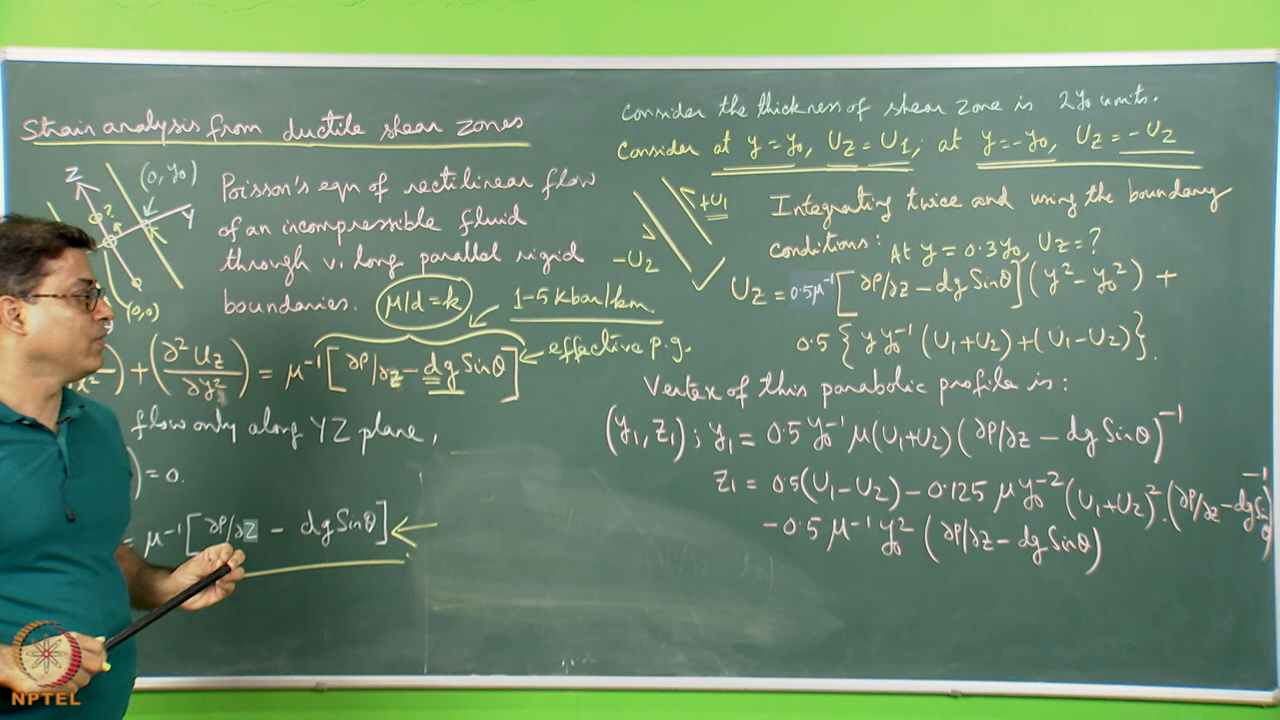 Strain analysis from ductile shear zones
Z
(0, y₀)
?
Y
(0,0)
Poisson's eqn of rectilinear flow
of an incompressible fluid
through v. long parallel rigid
boundaries.
μ/d = k
1-5 kbar/km
+ (∂²U_z/∂y²) = μ⁻¹[∂P/∂z - dg Sinθ]
effective p.g.
flow only along YZ plane,
) = 0.
= μ⁻¹[∂P/∂z - dg Sinθ]
Consider the thickness of shear zone is 2y₀ units.
Consider at y = y₀, U_z = U1, at y = -y₀, U_z = -U2
+U1
-U2
Integrating twice and using the boundary
conditions: At y = 0.3y₀, U_z = ?
U_z = 0.5μ⁻¹[∂P/∂z - dg Sinθ](y² - y₀²) +
0.5{y y₀⁻¹(U1+U2)+(U1-U2)}.
Vertex of this parabolic profile is:
(y₁, z₁); y₁ = 0.5 y₀⁻¹ μ(U1+U2)(∂P/∂z - dg Sinθ)⁻¹
z₁ = 0.5(U1-U2) - 0.125 μ y₀⁻²(U1+U2)².(∂P/∂z - dg Sinθ)⁻¹
- 0.5 μ⁻¹ y₀² (∂P/∂z - dg Sinθ)
NPTEL